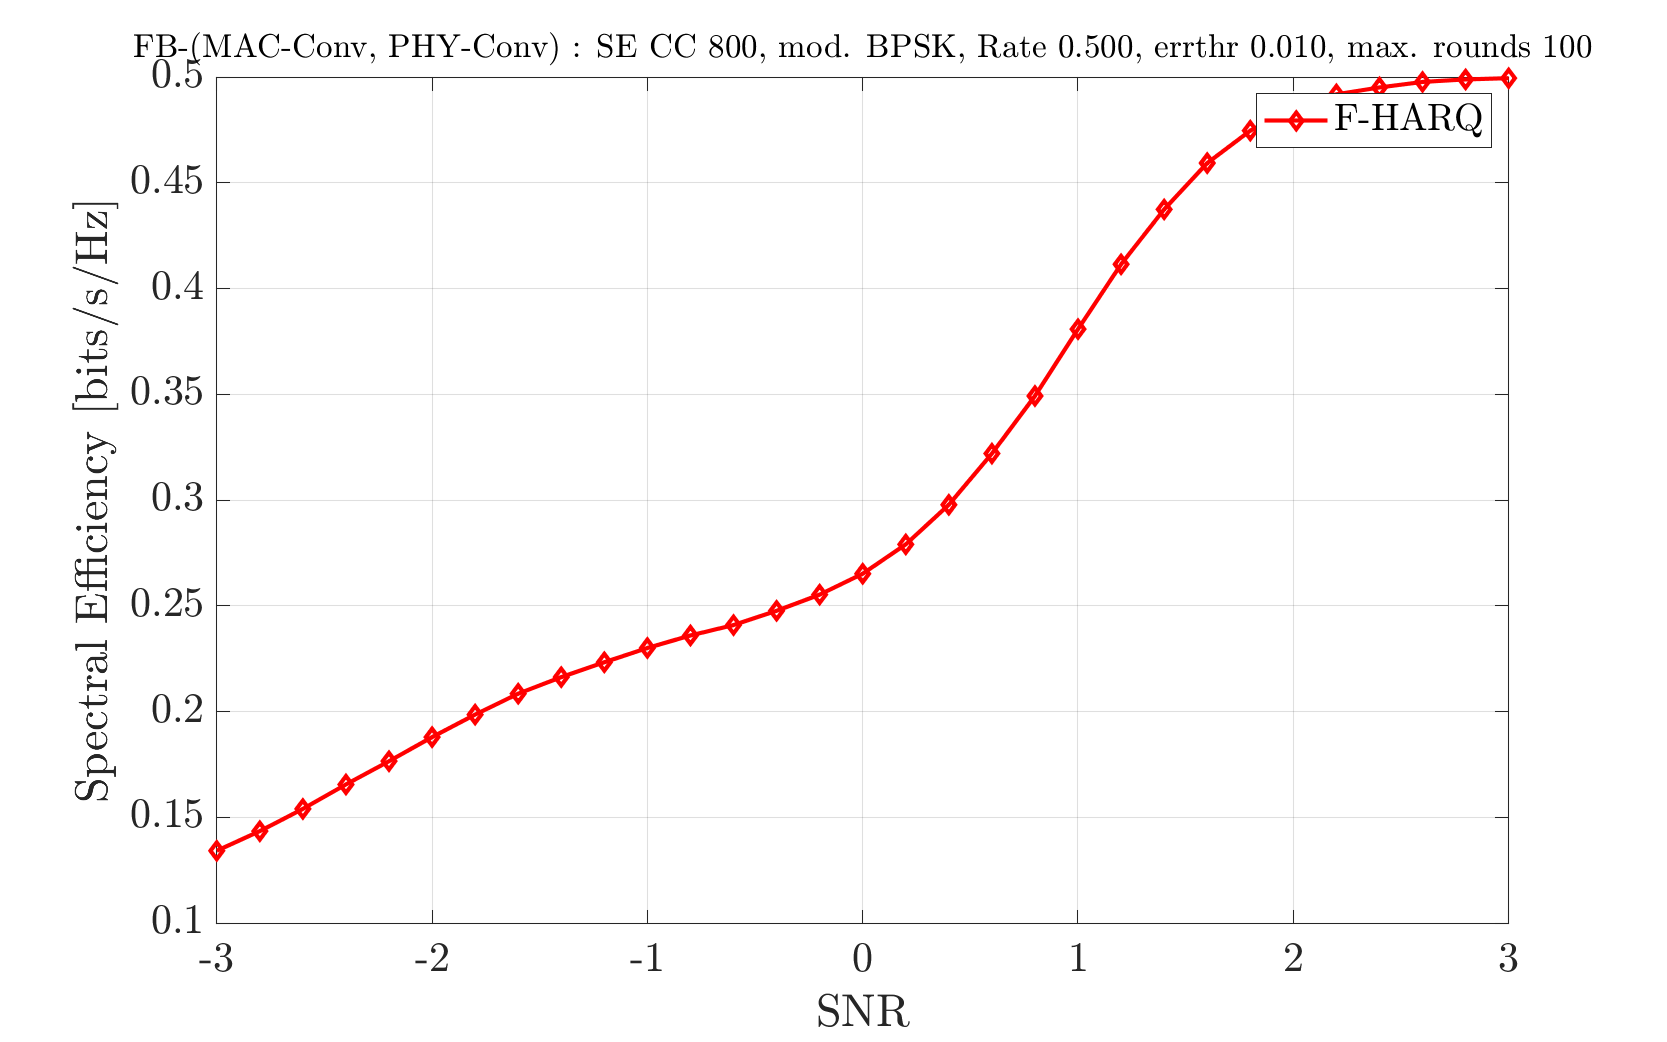 FB-(MAC-Conv, PHY-Conv) : SE CC 800, mod. BPSK, Rate 0.500, errthr 0.010, max. rounds 100
F-HARQ
0.5
0.45
0.4
0.35
0.3
0.25
0.2
0.15
0.1
Spectral Efficiency [bits/s/Hz]
-3 -2 -1 0 1 2 3
SNR